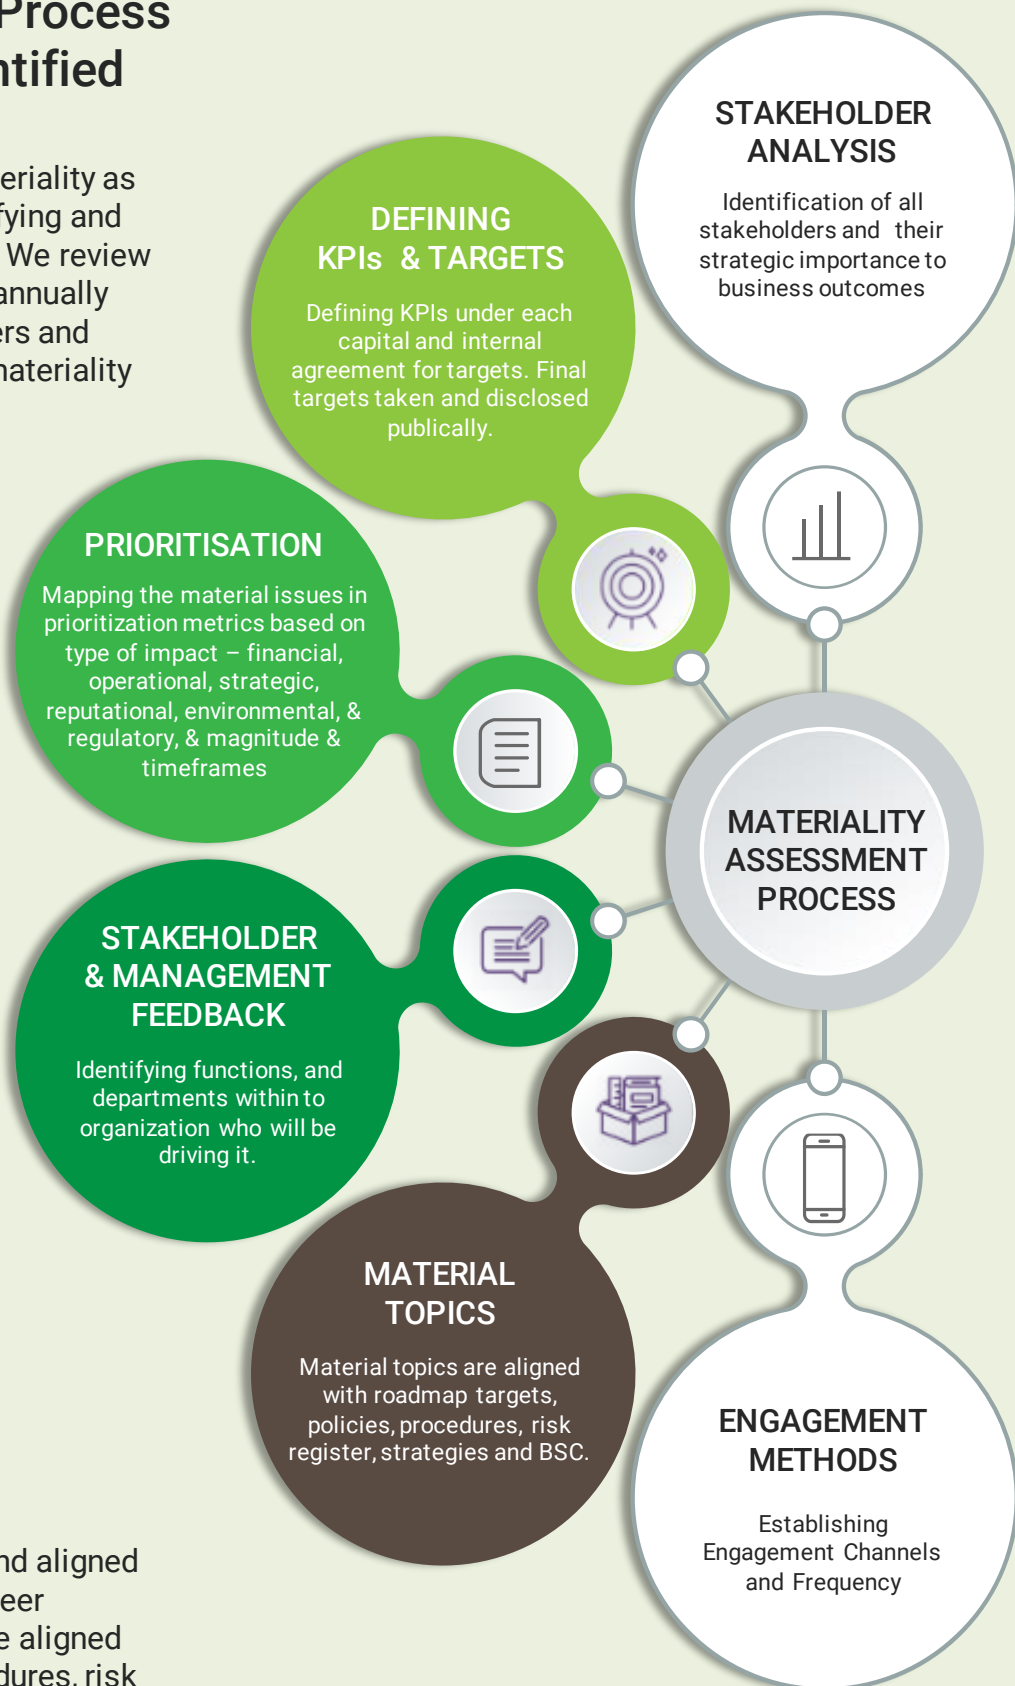 Process
ntified
eriality as
fying and
We review
annually
ers and
nateriality
STAKEHOLDER
ANALYSIS
Identification of all
stakeholders and their
strategic importance to
business outcomes
DEFINING
KPIs & TARGETS
Defining KPIs under each
capital and internal
agreement for targets. Final
targets taken and disclosed
publically.
PRIORITISATION
Mapping the material issues in
prioritization metrics based on
type of impact – financial,
operational, strategic,
reputational, environmental, &
regulatory, & magnitude &
timeframes
MATERIALITY
ASSESSMENT
PROCESS
STAKEHOLDER
& MANAGEMENT
FEEDBACK
Identifying functions, and
departments within to
organization who will be
driving it.
MATERIAL
TOPICS
Material topics are aligned
with roadmap targets,
policies, procedures, risk
register, strategies and BSC.
ENGAGEMENT
METHODS
Establishing
Engagement Channels
and Frequency
nd aligned
eer
e aligned
dures, risk